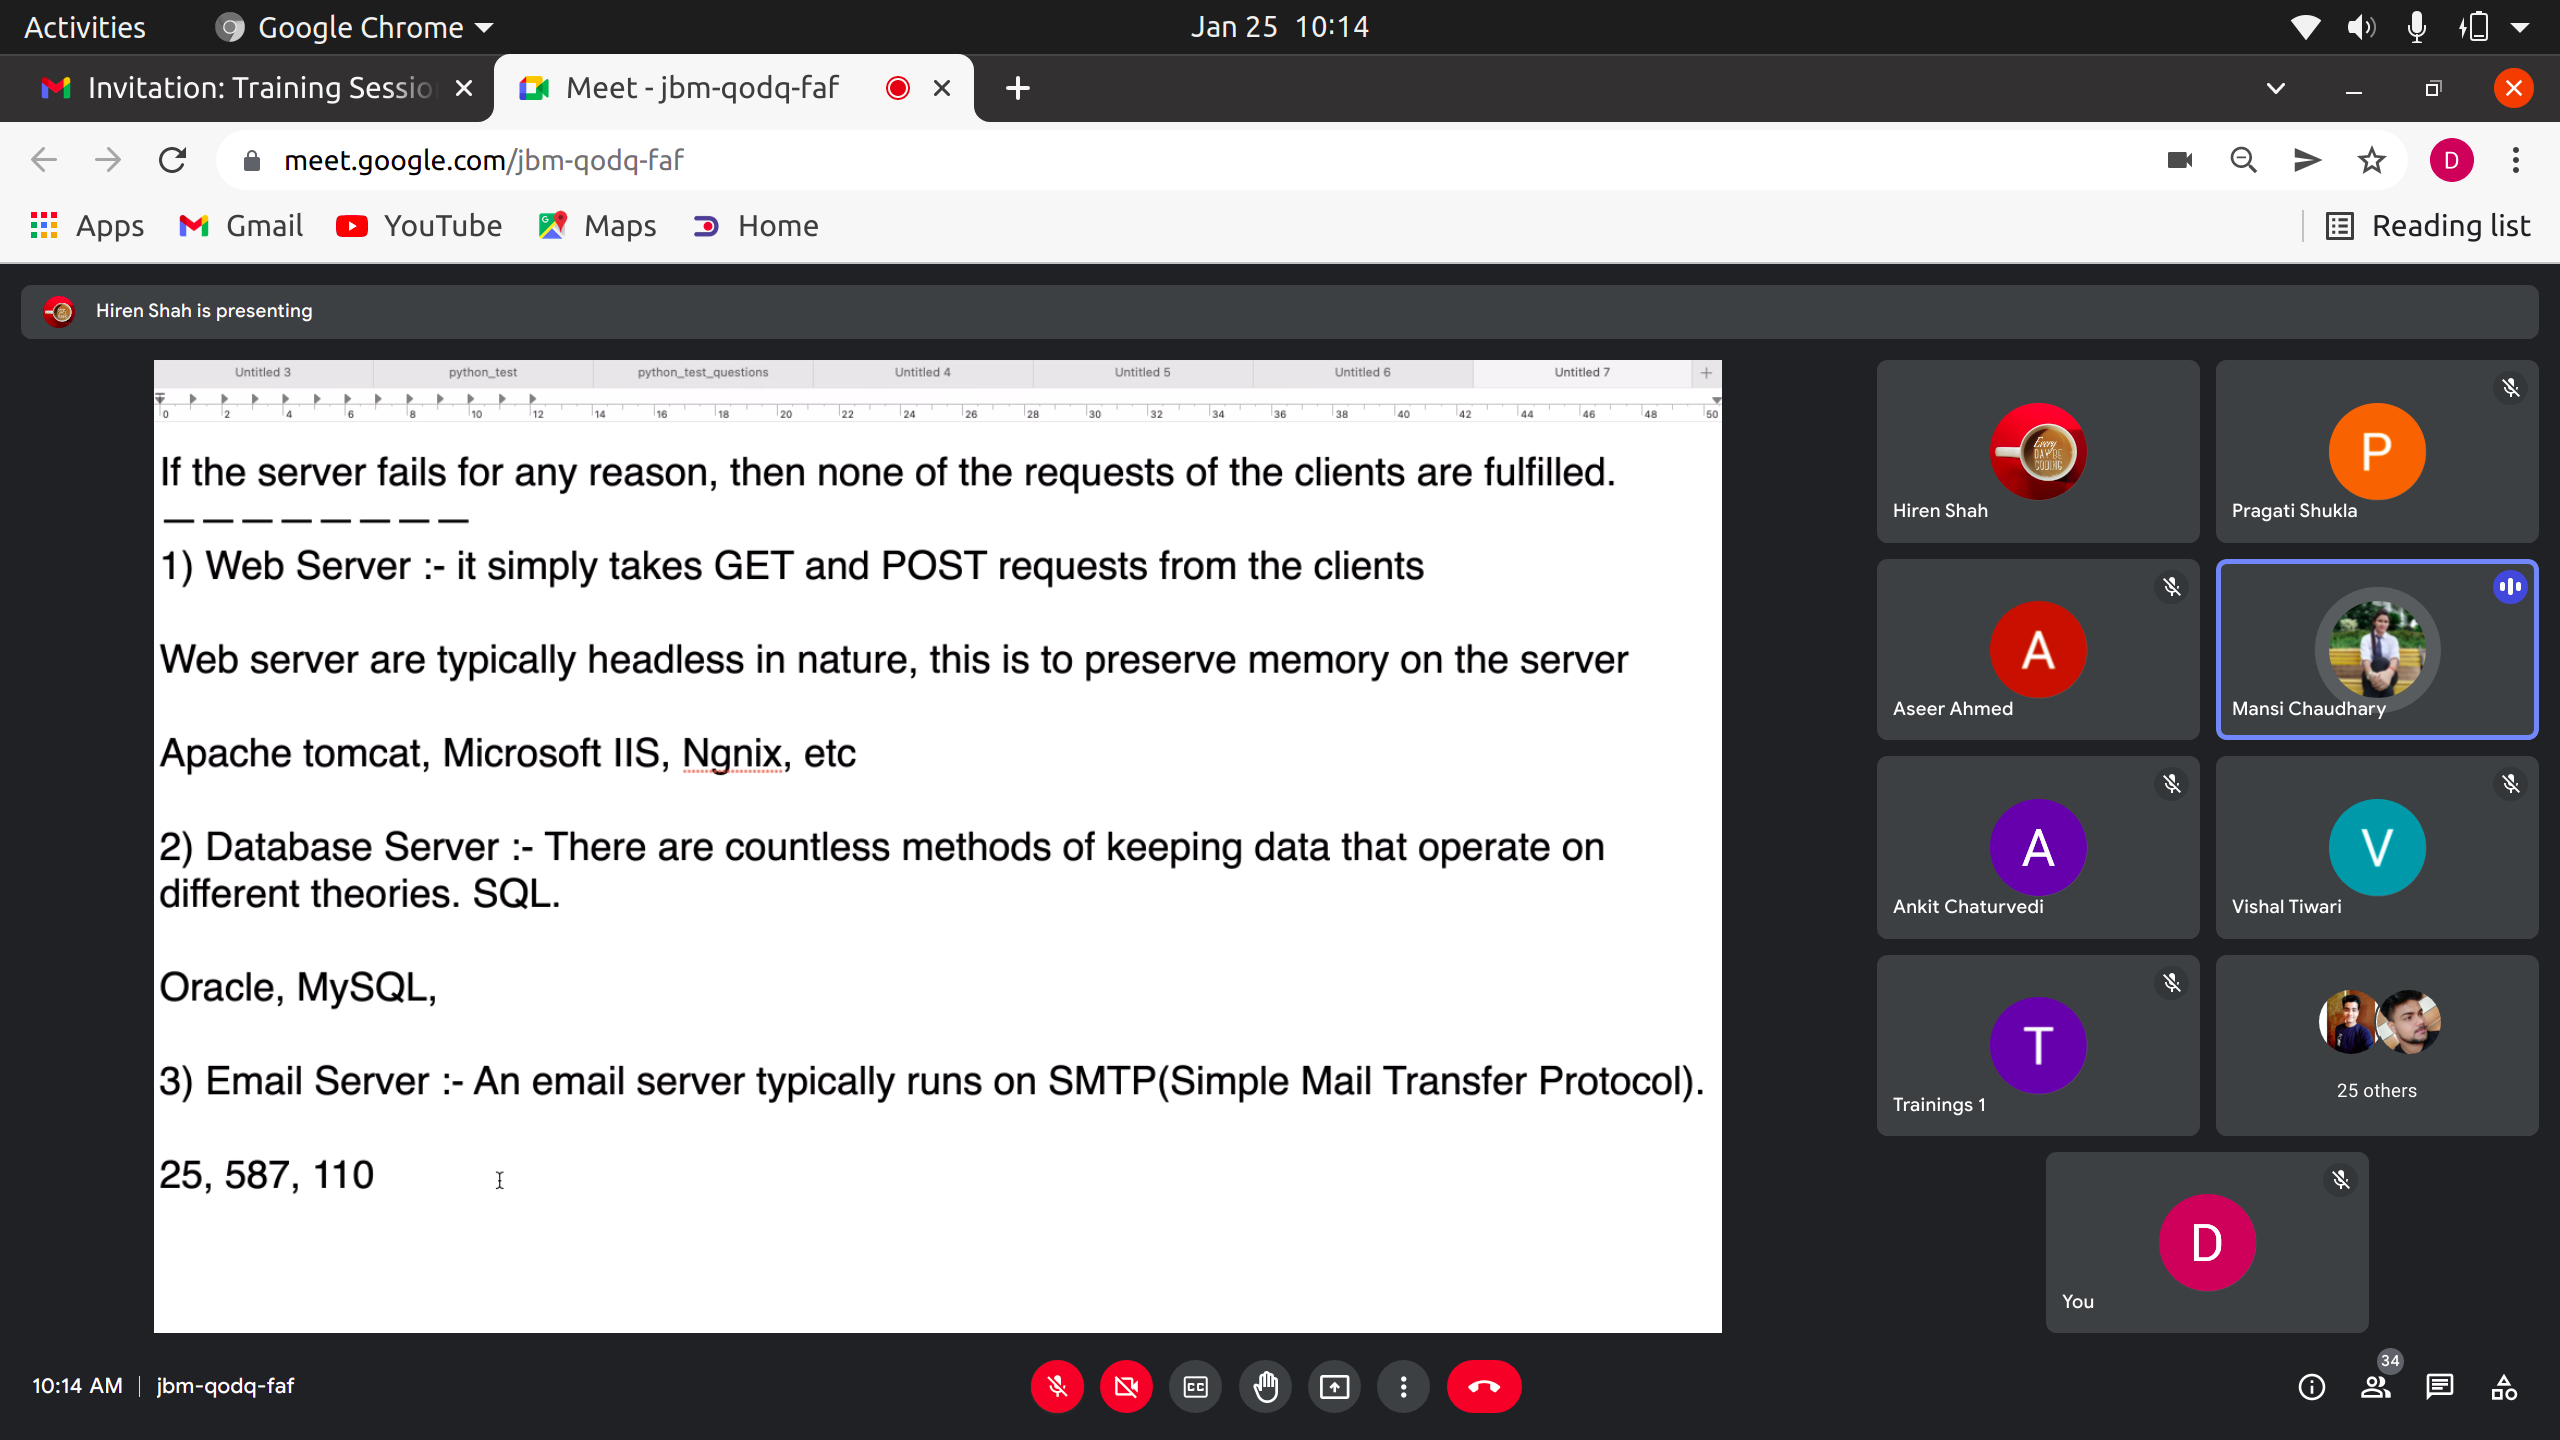 Activities
Google Chrome
Jan 25 10:14
Invitation: Training Sessio
Meet - jbm-qodq-faf
meet.google.com/jbm-qodq-faf
D
Apps
Gmail
YouTube
Maps
Home
Reading list
Hiren Shah is presenting
Untitled 3
python_test
python_test_questions
Untitled 4
Untitled 5
Untitled 6
Untitled 7
0 2 4 6 8 10 12 14 16 18 20 22 24 26 28 30 32 34 36 38 40 42 44 46 48 50
If the server fails for any reason, then none of the requests of the clients are fulfilled.
— — — — — — — —
1) Web Server :- it simply takes GET and POST requests from the clients
Web server are typically headless in nature, this is to preserve memory on the server
Apache tomcat, Microsoft IIS, Ngnix, etc
2) Database Server :- There are countless methods of keeping data that operate on
different theories. SQL.
Oracle, MySQL,
3) Email Server :- An email server typically runs on SMTP(Simple Mail Transfer Protocol).
25, 587, 110
Every
DAY BE
CODING
Hiren Shah
P
Pragati Shukla
A
Aseer Ahmed
Mansi Chaudhary
A
Ankit Chaturvedi
V
Vishal Tiwari
T
Trainings 1
25 others
D
You
10:14 AM | jbm-qodq-faf
CC
34